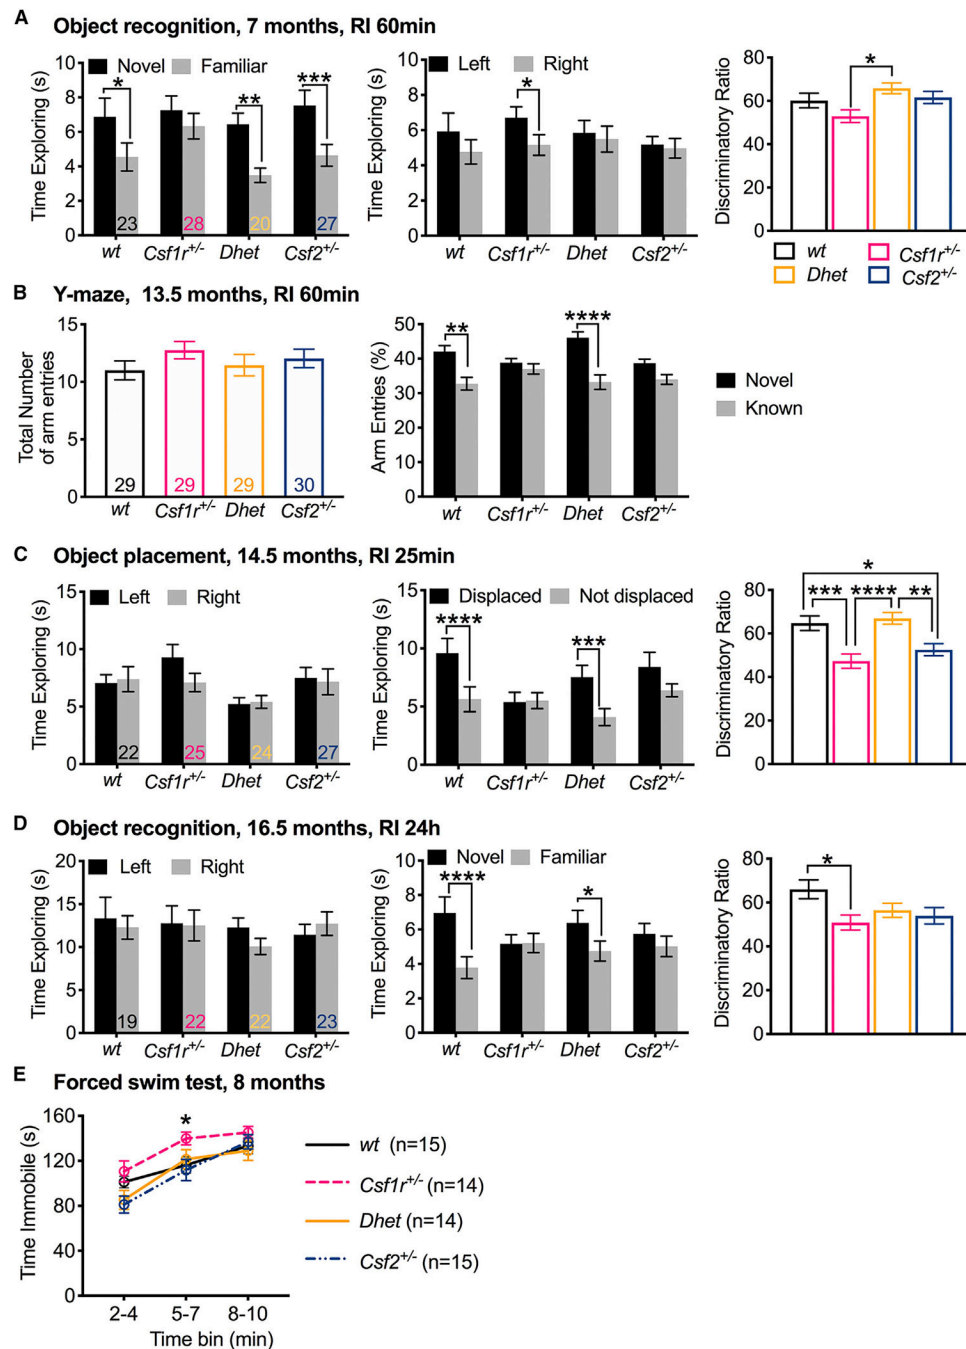 A Object recognition, 7 months, RI 60min
Novel Familiar
Time Exploring (s)
10
8
6
4
2
0
* ** ***
23 28 20 27
wt Csf1r+/- Dhet Csf2+/-
Left Right
Time Exploring (s)
10
8
6
4
2
0
*
wt Csf1r+/- Dhet Csf2+/-
Discriminatory Ratio
80
60
40
20
0
*
wt Csf1r+/-
Dhet Csf2+/-
B Y-maze, 13.5 months, RI 60min
Total Number
of arm entries
15
10
5
0
29 29 29 30
wt Csf1r+/- Dhet Csf2+/-
Arm Entries (%)
50
40
30
20
10
0
** ****
wt Csf1r+/- Dhet Csf2+/-
Novel
Known
C Object placement, 14.5 months, RI 25min
Left Right
Time Exploring (s)
15
10
5
0
22 25 24 27
wt Csf1r+/- Dhet Csf2+/-
Displaced Not displaced
Time Exploring (s)
15
10
5
0
**** ***
wt Csf1r+/- Dhet Csf2+/-
Discriminatory Ratio
80
60
40
20
0
*
*** **** **
D Object recognition, 16.5 months, RI 24h
Left Right
Time Exploring (s)
20
15
10
5
0
19 22 22 23
wt Csf1r+/- Dhet Csf2+/-
Novel Familiar
Time Exploring (s)
10
8
6
4
2
0
**** *
wt Csf1r+/- Dhet Csf2+/-
Discriminatory Ratio
80
60
40
20
0
*
E Forced swim test, 8 months
Time Immobile (s)
160
120
80
40
0
*
2-4 5-7 8-10
Time bin (min)
wt (n=15)
Csf1r+/- (n=14)
Dhet (n=14)
Csf2+/- (n=15)